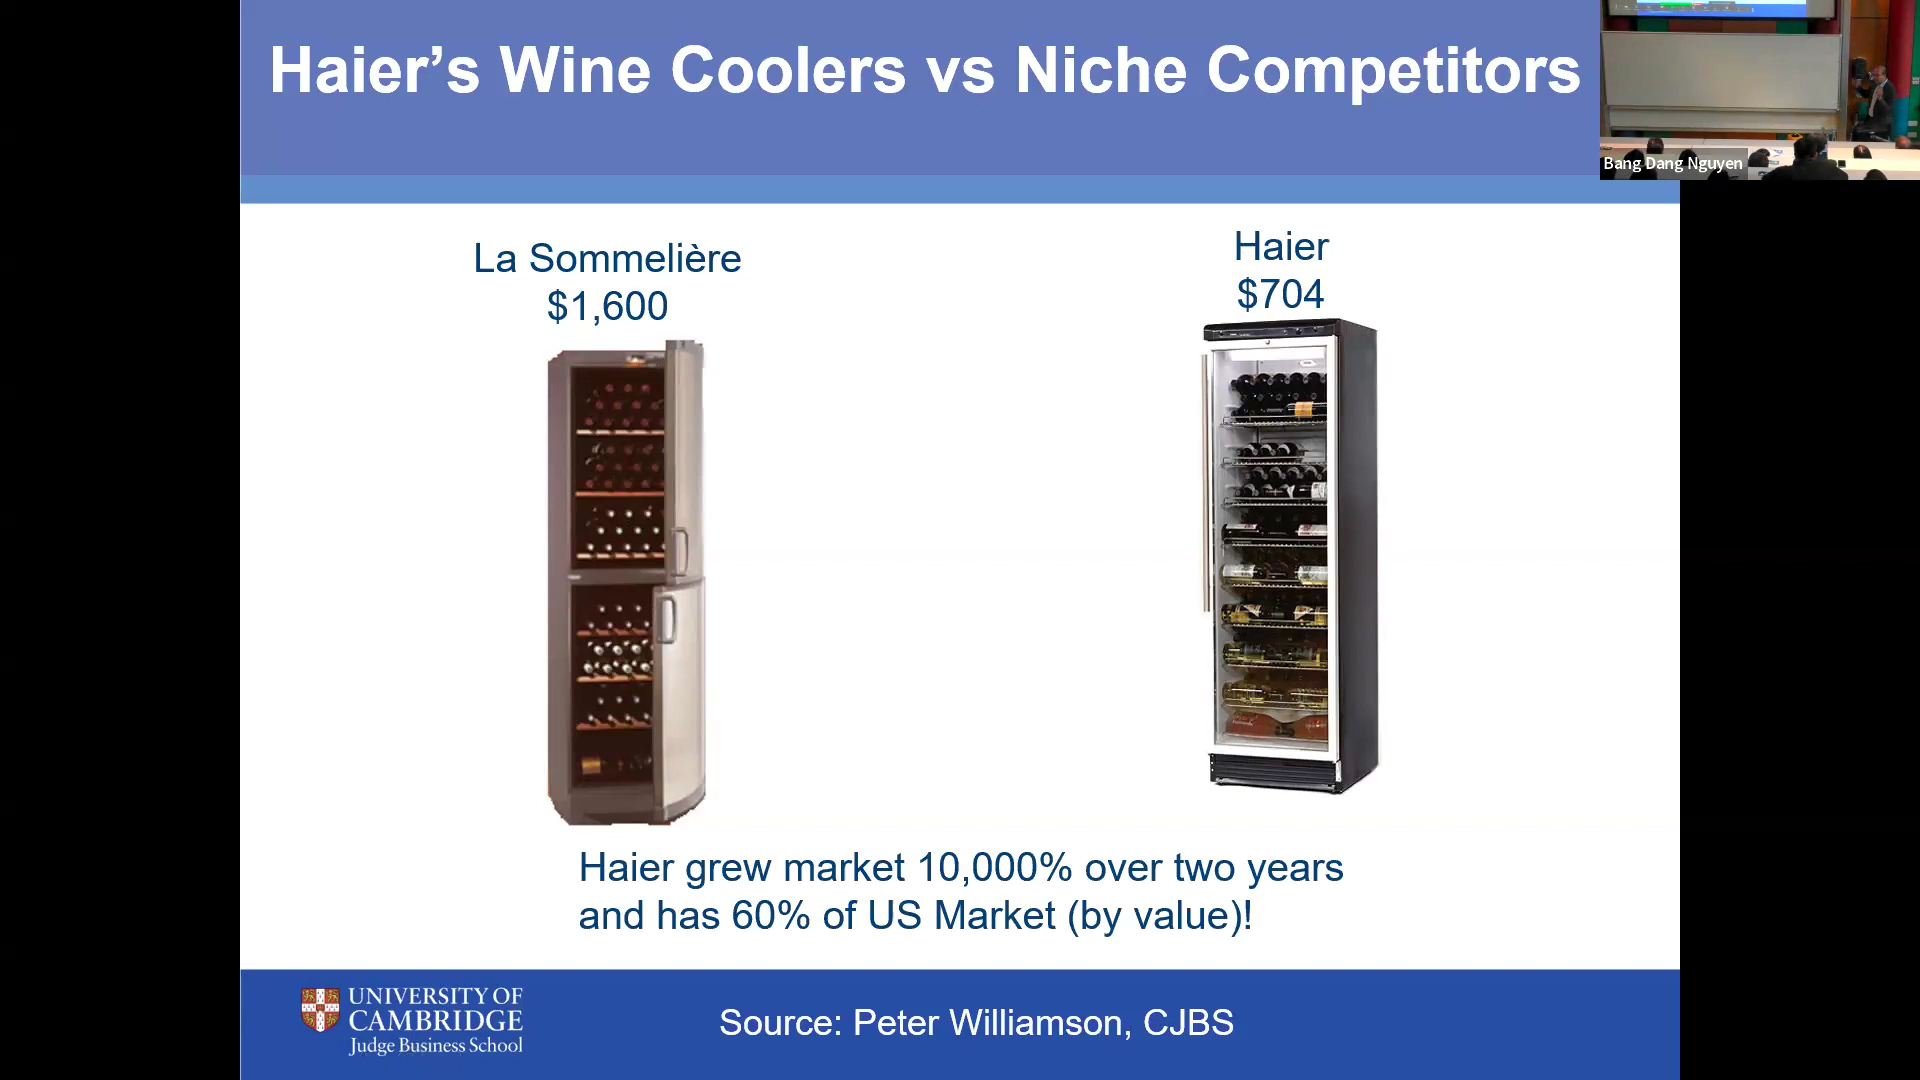 Haier’s Wine Coolers vs Niche Competitors
Bang Dang Nguyen
La Sommelière
$1,600
Haier
$704
Haier grew market 10,000% over two years
and has 60% of US Market (by value)!
UNIVERSITY OF
CAMBRIDGE
Judge Business School
Source: Peter Williamson, CJBS